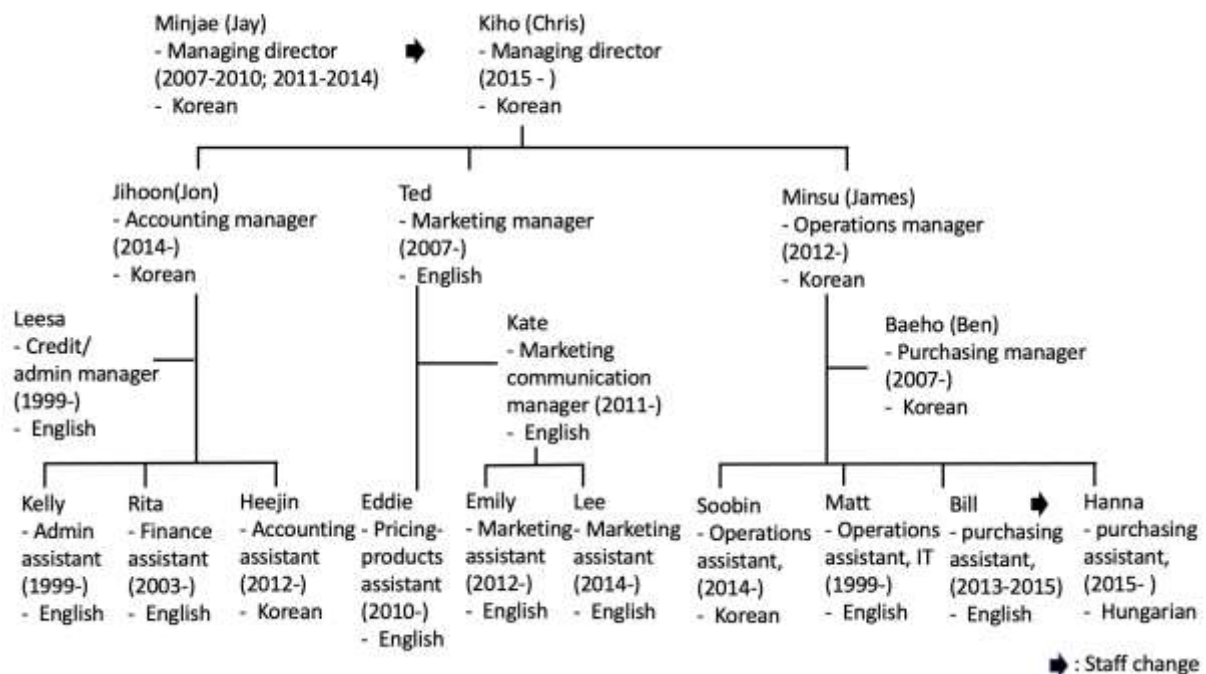 Minjae (Jay)
- Managing director
(2007-2010; 2011-2014)
- Korean
Kiho (Chris)
- Managing director
(2015 - )
- Korean
Jihoon(Jon)
- Accounting manager
(2014-)
- Korean
Ted
- Marketing manager
(2007-)
- English
Minsu (James)
- Operations manager
(2012-)
- Korean
Leesa
- Credit/
admin manager
(1999-)
- English
Kate
- Marketing
communication
manager (2011-)
- English
Baeho (Ben)
- Purchasing manager
(2007-)
- Korean
Kelly
- Admin
assistant
(1999-)
- English
Rita
- Finance
assistant
(2003-)
- English
Heejin
- Accounting
assistant
(2012-)
- Korean
Eddie
- Pricing-
products
assistant
(2010-)
- English
Emily
- Marketing
assistant
(2012-)
- English
Lee
- Marketing
assistant
(2014-)
- English
Soobin
- Operations
assistant,
(2014-)
- Korean
Matt
- Operations
assistant, IT
(1999-)
- English
Bill
- purchasing
assistant,
(2013-2015)
- English
Hanna
- purchasing
assistant,
(2015- )
- Hungarian
: Staff change